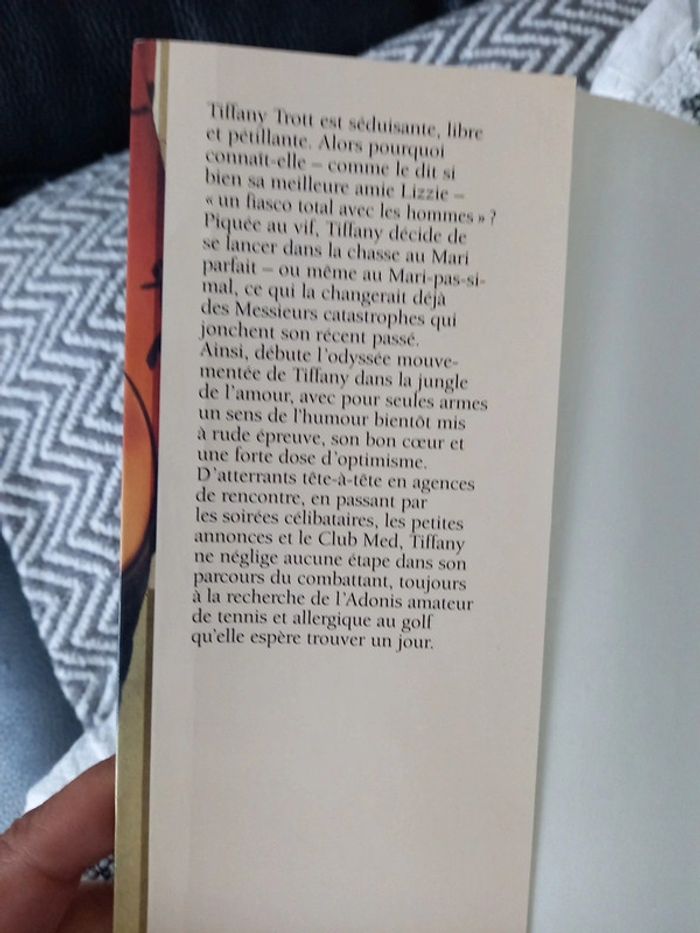 Tiffany Trott est séduisante, libre
et pétillante. Alors pourquoi
connaît-elle – comme le dit si
bien sa meilleure amie Lizzie –
« un fiasco total avec les hommes » ?
Piquée au vif, Tiffany décide de
se lancer dans la chasse au Mari
parfait – ou même au Mari-pas-si-
mal, ce qui la changerait déjà
des Messieurs catastrophes qui
jonchent son récent passé.
Ainsi, débute l'odyssée mouve-
mentée de Tiffany dans la jungle
de l'amour, avec pour seules armes
un sens de l'humour bientôt mis
à rude épreuve, son bon cœur et
une forte dose d'optimisme.
D'atterrants tête-à-tête en agences
de rencontre, en passant par
les soirées célibataires, les petites
annonces et le Club Med, Tiffany
ne néglige aucune étape dans son
parcours du combattant, toujours
à la recherche de l'Adonis amateur
de tennis et allergique au golf
qu'elle espère trouver un jour.